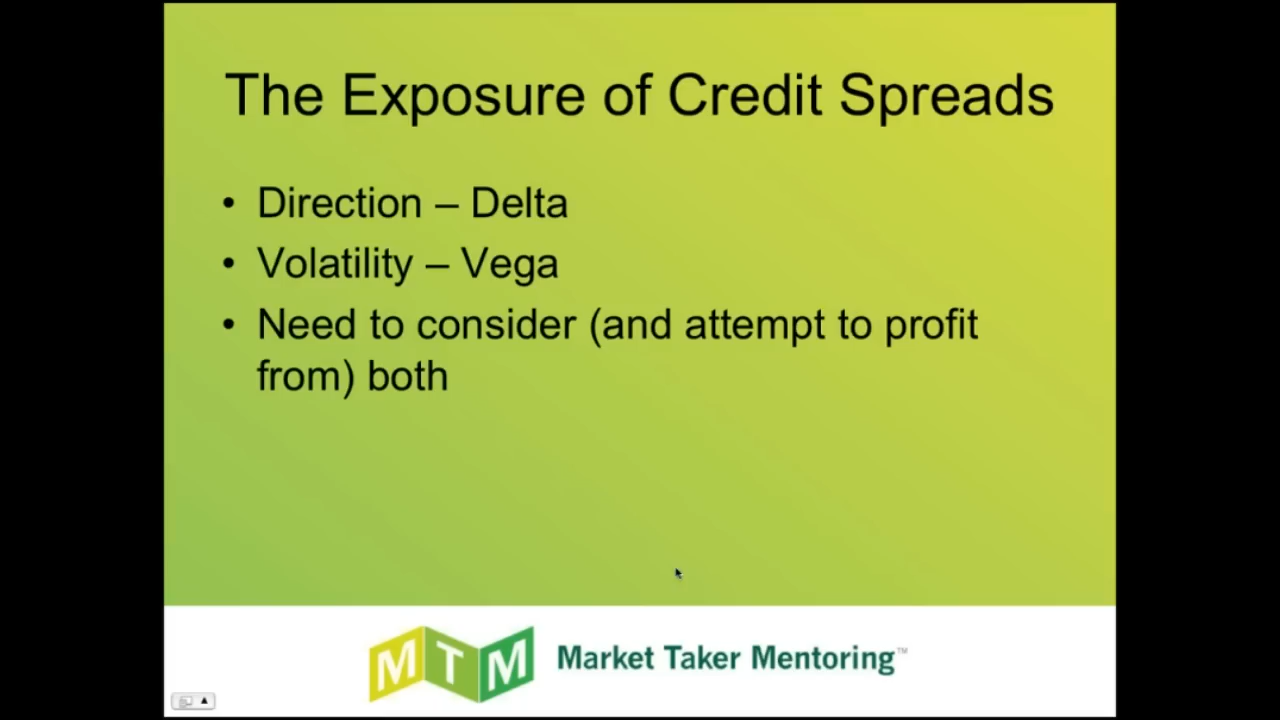 The Exposure of Credit Spreads
• Direction – Delta
• Volatility – Vega
• Need to consider (and attempt to profit
from) both
MTM Market Taker Mentoring™